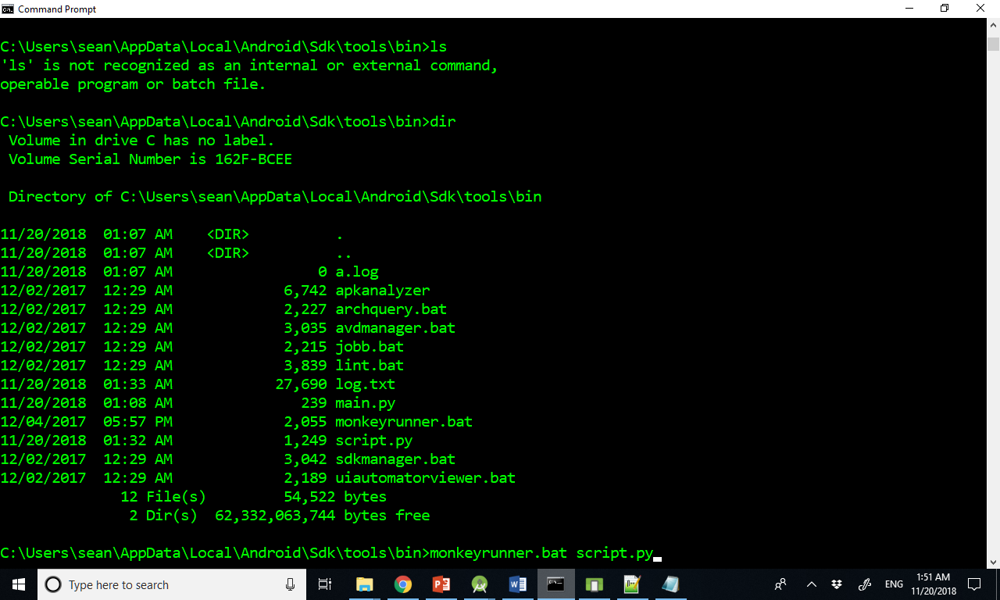 Command Prompt
C:\Users\sean\AppData\Local\Android\Sdk\tools\bin>ls
'ls' is not recognized as an internal or external command,
operable program or batch file.
C:\Users\sean\AppData\Local\Android\Sdk\tools\bin>dir
Volume in drive C has no label.
Volume Serial Number is 162F-BCEE
Directory of C:\Users\sean\AppData\Local\Android\Sdk\tools\bin
11/20/2018  01:07 AM    <DIR>          .
11/20/2018  01:07 AM    <DIR>          ..
11/20/2018  01:07 AM                 0 a.log
12/02/2017  12:29 AM             6,742 apkanalyzer
12/02/2017  12:29 AM             2,227 archquery.bat
12/02/2017  12:29 AM             3,035 avdmanager.bat
12/02/2017  12:29 AM             2,215 jobb.bat
12/02/2017  12:29 AM             3,839 lint.bat
11/20/2018  01:33 AM            27,690 log.txt
11/20/2018  01:08 AM               239 main.py
12/04/2017  05:57 PM             2,055 monkeyrunner.bat
11/20/2018  01:32 AM             1,249 script.py
12/02/2017  12:29 AM             3,042 sdkmanager.bat
12/02/2017  12:29 AM             2,189 uiautomatorviewer.bat
12 File(s)         54,522 bytes
2 Dir(s)  62,332,063,744 bytes free
C:\Users\sean\AppData\Local\Android\Sdk\tools\bin>monkeyrunner.bat script.py
Type here to search
ENG
1:51 AM
11/20/2018